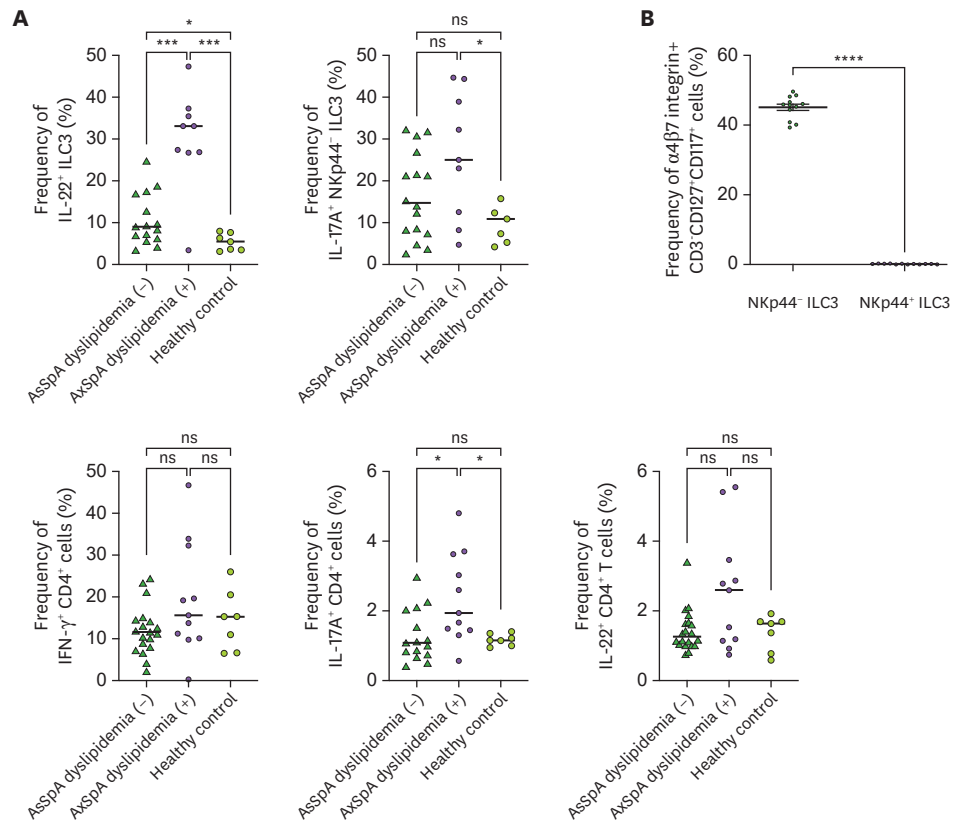 A
Frequency of
IL-22⁺ ILC3 (%)
*
***
***
50
40
30
20
10
0
AsSpA dyslipidemia (−)
AxSPA dyslipidemia (+)
Healthy control
Frequency of
IL-17A⁺ NKp44⁻ ILC3 (%)
ns
ns
*
50
40
30
20
10
0
AsSpA dyslipidemia (−)
AxSPA dyslipidemia (+)
Healthy control
B
Frequency of α4β7 integrin+
CD3⁻CD127⁺CD117⁺ cells (%)
****
60
40
20
0
NKp44⁻ ILC3
NKp44⁺ ILC3
Frequency of
IFN-γ⁺ CD4⁺ cells (%)
ns
ns
ns
50
40
30
20
10
0
AsSpA dyslipidemia (−)
AxSPA dyslipidemia (+)
Healthy control
Frequency of
IL-17A⁺ CD4⁺ cells (%)
ns
*
*
6
4
2
0
AsSpA dyslipidemia (−)
AxSPA dyslipidemia (+)
Healthy control
Frequency of
IL-22⁺ CD4⁺ T cells (%)
ns
ns
ns
6
4
2
0
AsSpA dyslipidemia (−)
AxSPA dyslipidemia (+)
Healthy control